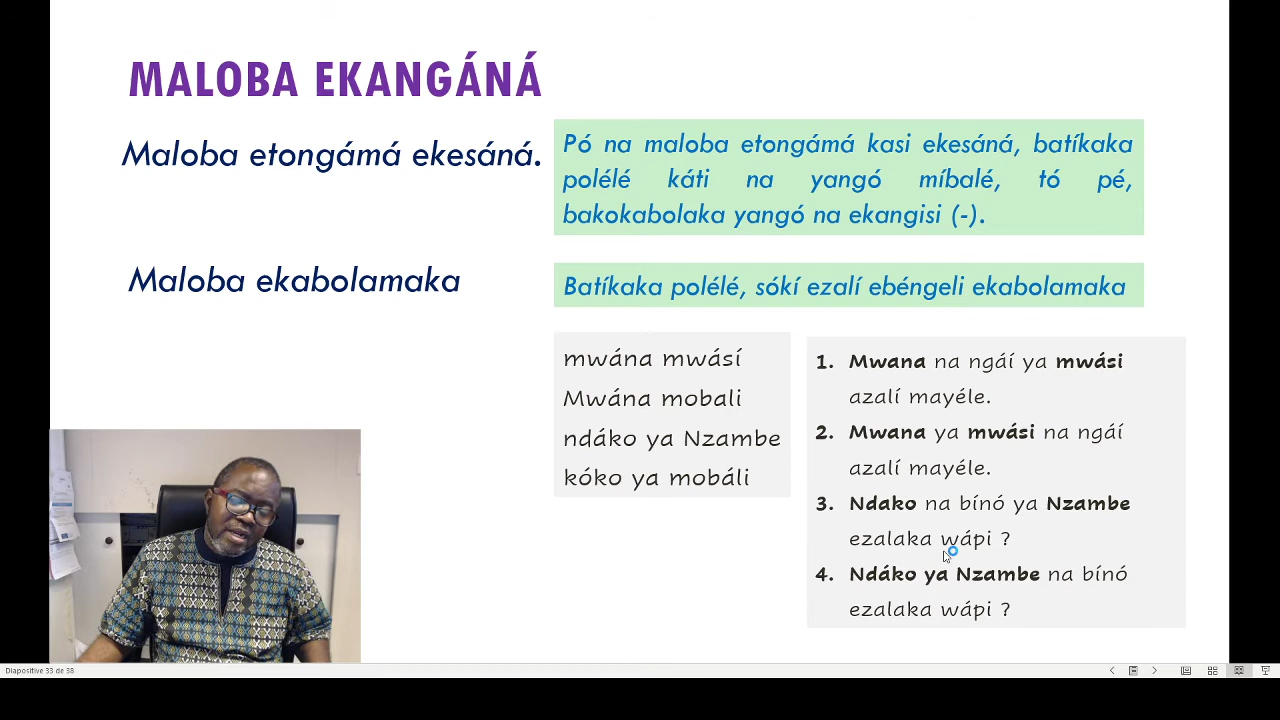 MALOBA EKANGÁNÁ
Maloba etongámá ekesáná.
Pó na maloba etongámá kasi ekesáná, batíkaka
polélé káti na yangó míbalé, tó pé,
bakokabolaka yangó na ekangisi (-).
Maloba ekabolamaka
Batíkaka polélé, sókí ezalí ebéngeli ekabolamaka
mwána mwásí
Mwána mobali
ndáko ya Nzambe
kóko ya mobáli
1. Mwana na ngáí ya mwási
azalí mayéle.
2. Mwana ya mwási na ngáí
azalí mayéle.
3. Ndako na bínó ya Nzambe
ezalaka wápi ?
4. Ndáko ya Nzambe na bínó
ezalaka wápi ?
Diapositive 33 de 38